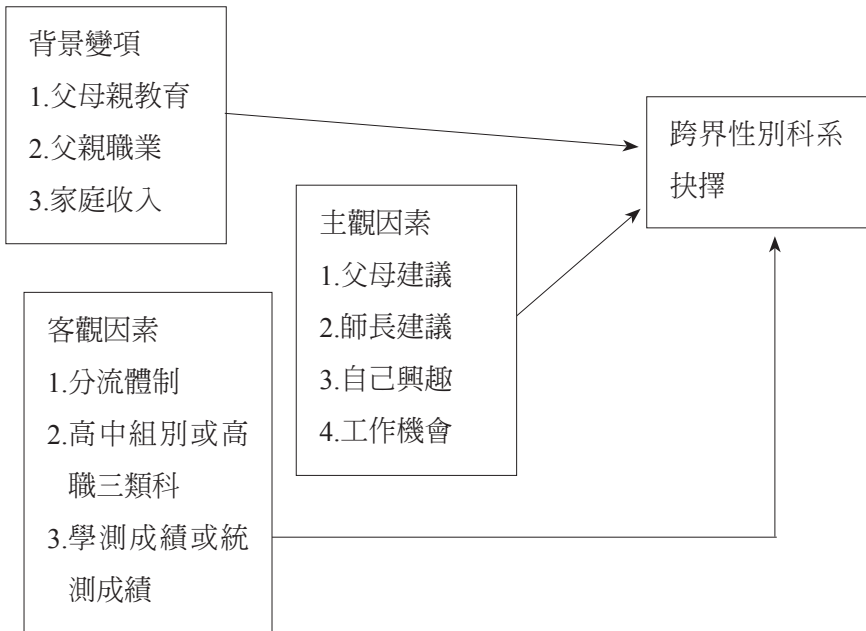 背景變項
1.父母親教育
2.父親職業
3.家庭收入
跨界性別科系
抉擇
主觀因素
1.父母建議
2.師長建議
3.自己興趣
4.工作機會
客觀因素
1.分流體制
2.高中組別或高
職三類科
3.學測成績或統
測成績